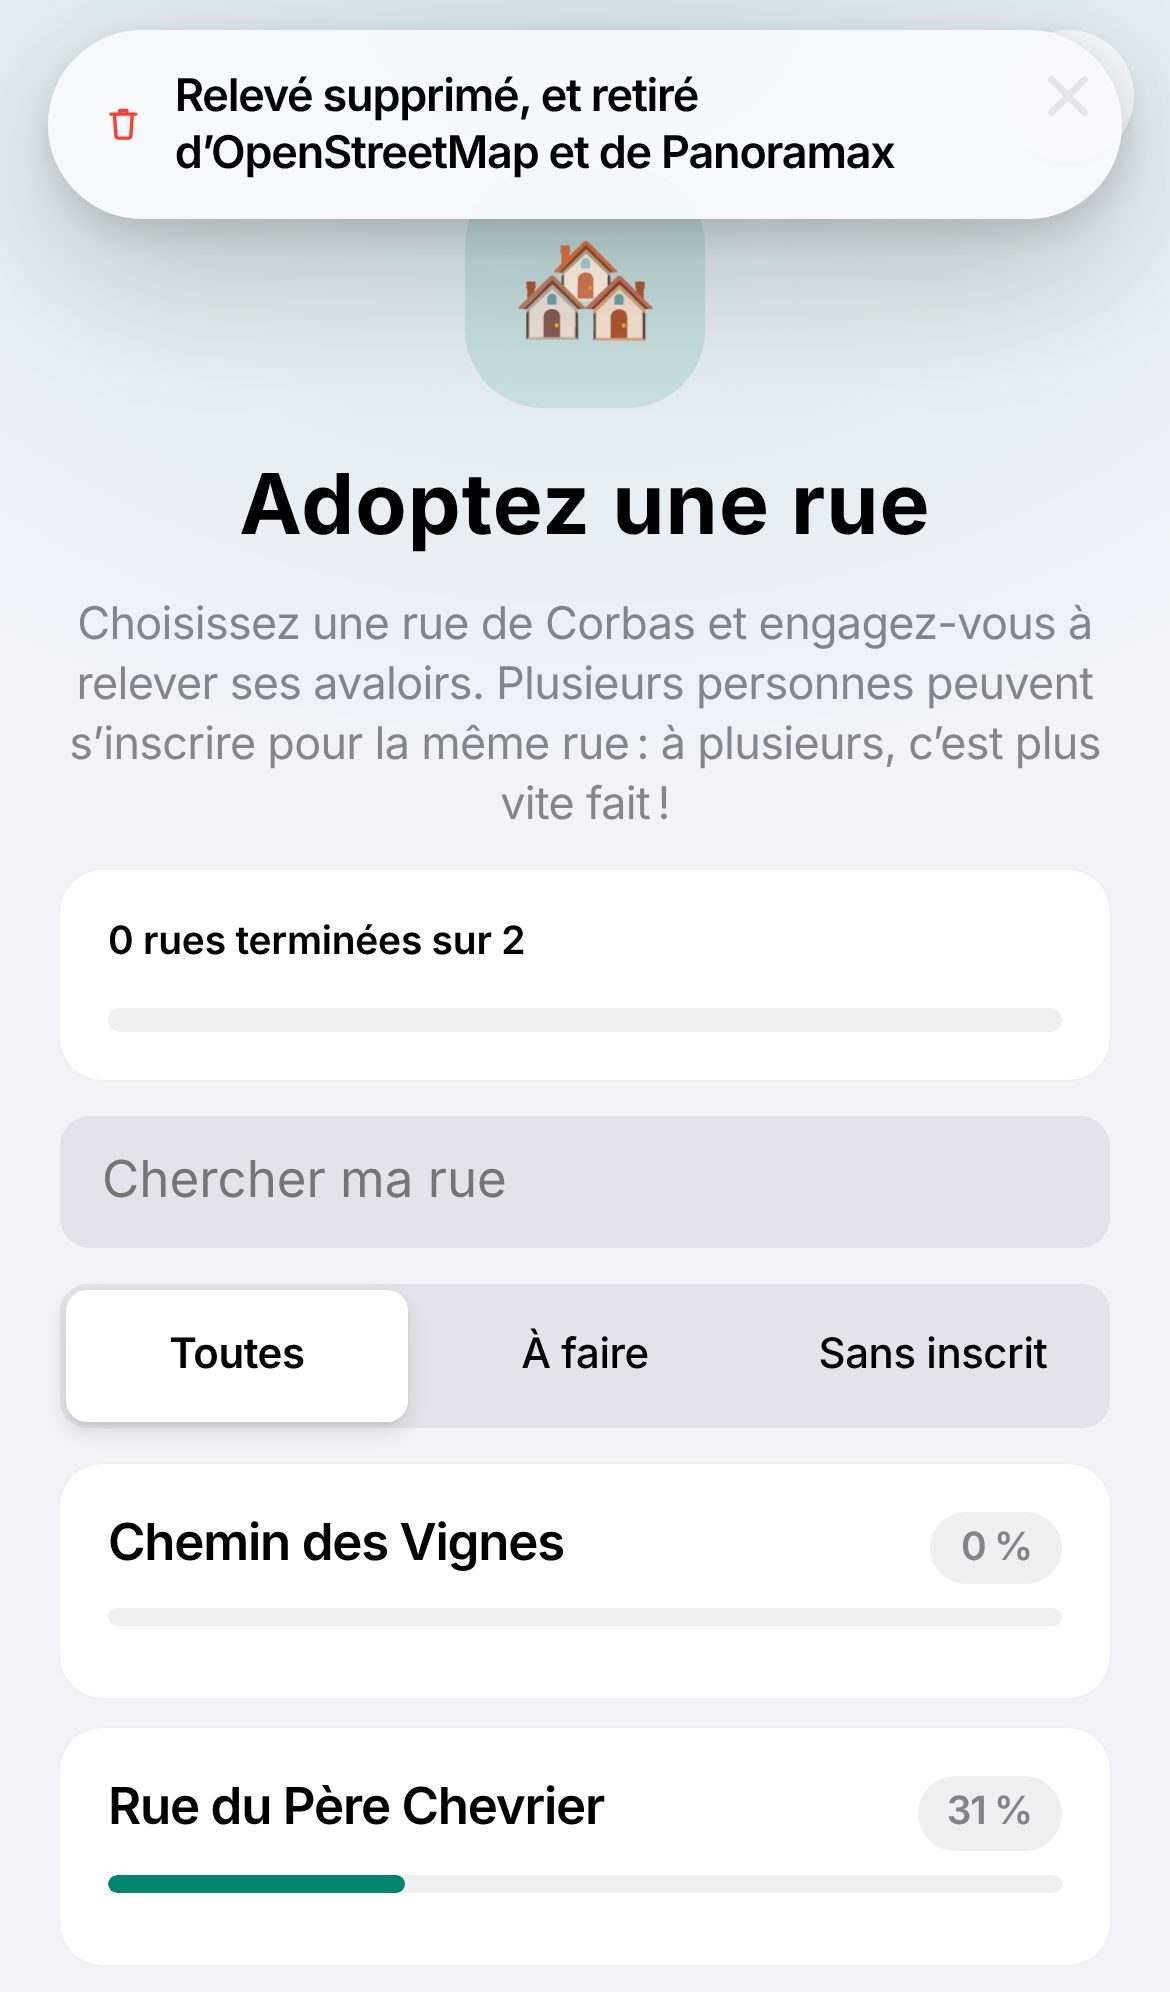 Relevé supprimé, et retiré
d’OpenStreetMap et de Panoramax
Adoptez une rue
Choisissez une rue de Corbas et engagez-vous à
relever ses avaloirs. Plusieurs personnes peuvent
s’inscrire pour la même rue : à plusieurs, c’est plus
vite fait !
0 rues terminées sur 2
Chercher ma rue
Toutes
À faire
Sans inscrit
Chemin des Vignes
0 %
Rue du Père Chevrier
31 %